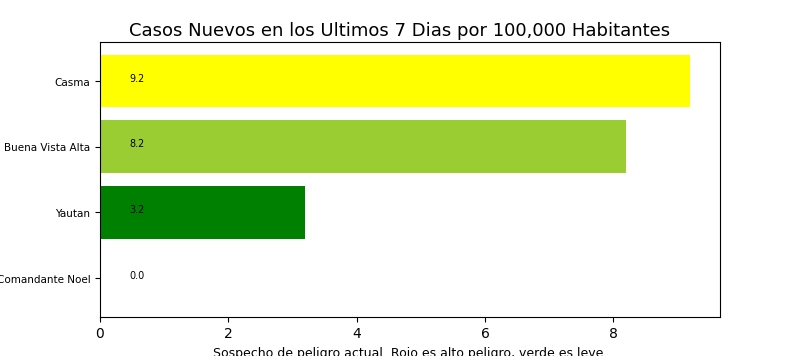 Casos Nuevos en los Ultimos 7 Dias por 100,000 Habitantes
Casma 9.2
Buena Vista Alta 8.2
Yautan 3.2
Comandante Noel 0.0
0 2 4 6 8
Sospecho de peligro actual. Rojo es alto peligro, verde es leve